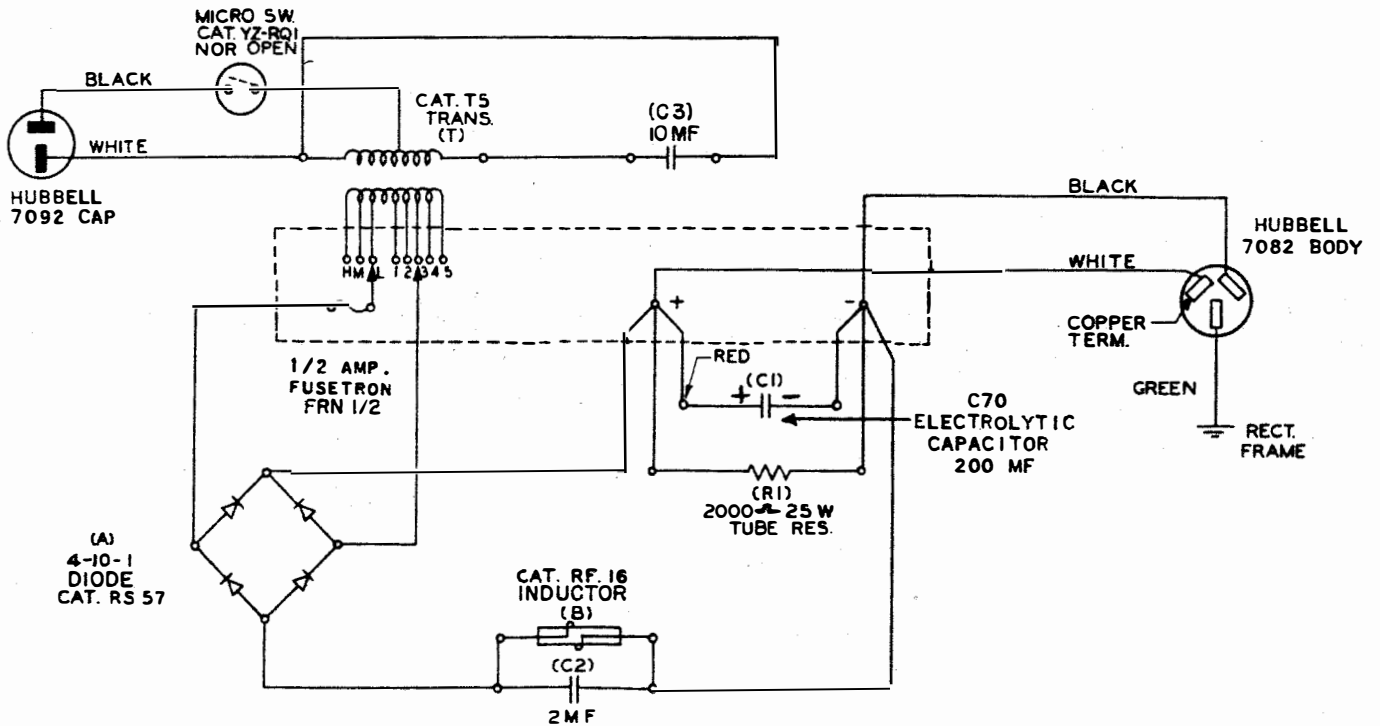 MICRO SW.
CAT. YZ-RQ1
NOR OPEN
BLACK
WHITE
HUBBELL
7092 CAP
CAT. T5
TRANS.
(T)
(C3)
10 MF
H M L 1 2 3 4 5
BLACK
WHITE
HUBBELL
7082 BODY
COPPER
TERM.
GREEN
RECT.
FRAME
+
-
1/2 AMP.
FUSETRON
FRN 1/2
RED
+ (C1) -
C70
ELECTROLYTIC
CAPACITOR
200 MF
(R1)
2000 Ω 25 W
TUBE RES.
(A)
4-10-1
DIODE
CAT. RS 57
CAT. RF. 16
INDUCTOR
(B)
(C2)
2 MF